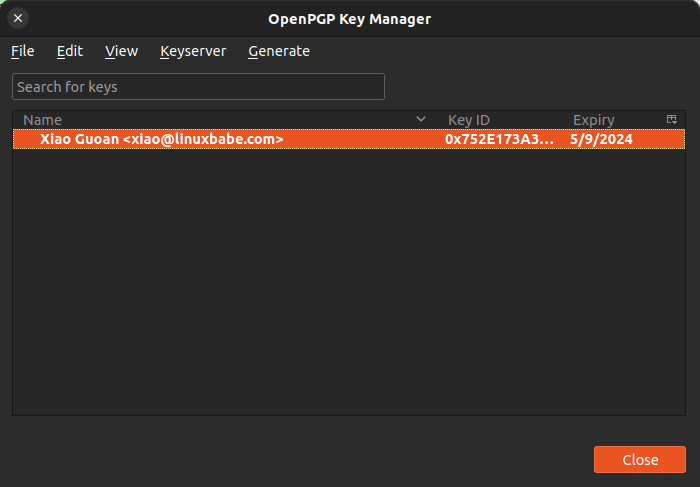 OpenPGP Key Manager
File Edit View Keyserver Generate
Search for keys
Name Key ID Expiry
Xiao Guoan <xiao@linuxbabe.com> 0x752E173A3... 5/9/2024
Close